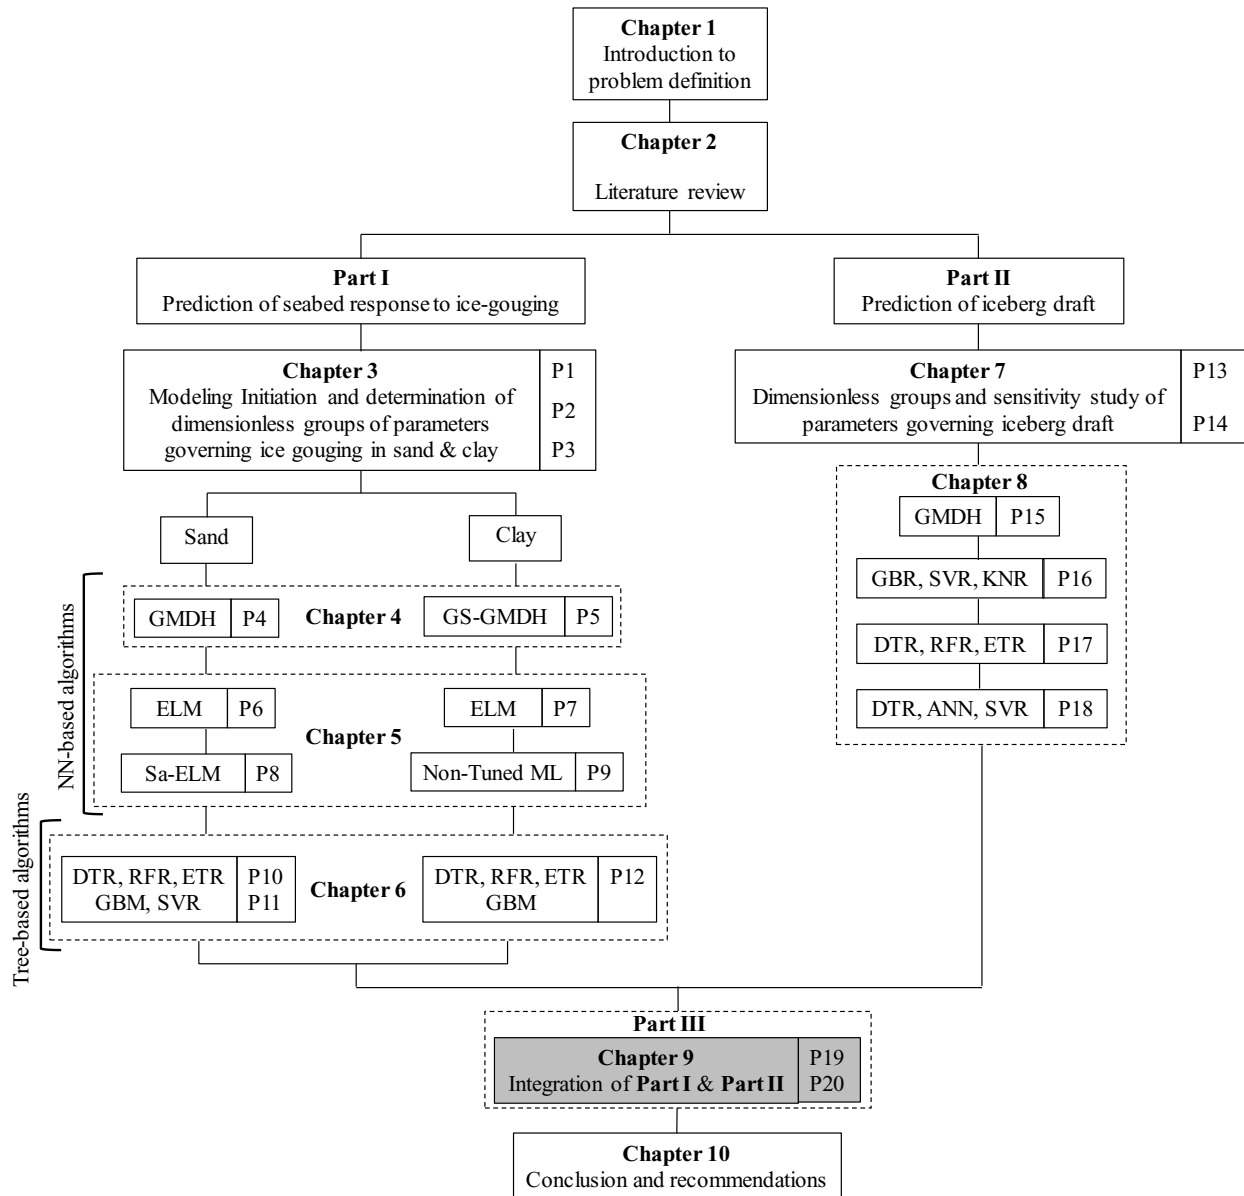 Chapter 1
Introduction to
problem definition
Chapter 2
Literature review
Part I
Prediction of seabed response to ice-gouging
Part II
Prediction of iceberg draft
Chapter 3
Modeling Initiation and determination of
dimensionless groups of parameters
governing ice gouging in sand & clay
P1
P2
P3
Chapter 7
Dimensionless groups and sensitivity study of
parameters governing iceberg draft
P13
P14
Sand
Clay
NN-based algorithms
GMDH P4
Chapter 4
GS-GMDH P5
ELM P6
Sa-ELM P8
Chapter 5
ELM P7
Non-Tuned ML P9
Tree-based algorithms
DTR, RFR, ETR P10
GBM, SVR P11
Chapter 6
DTR, RFR, ETR P12
GBM
Chapter 8
GMDH P15
GBR, SVR, KNR P16
DTR, RFR, ETR P17
DTR, ANN, SVR P18
Part III
Chapter 9 P19
Integration of Part I & Part II P20
Chapter 10
Conclusion and recommendations